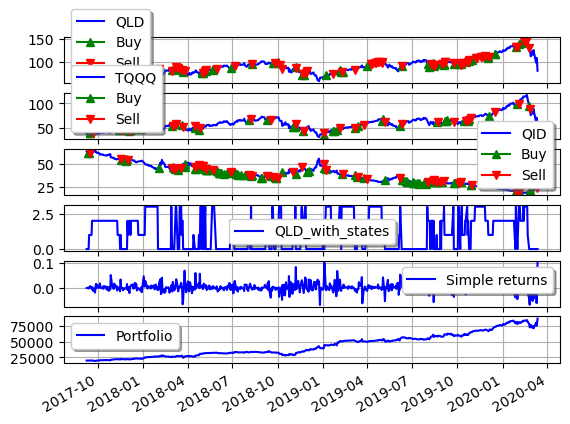 QLD
Buy
Sell
150
100
TQQQ
Buy
Sell
100
50
QID
Buy
Sell
50
25
QLD_with_states
2.5
0.0
Simple returns
0.1
0.0
Portfolio
75000
50000
25000
2017-10 2018-01 2018-04 2018-07 2018-10 2019-01 2019-04 2019-07 2019-10 2020-01 2020-04